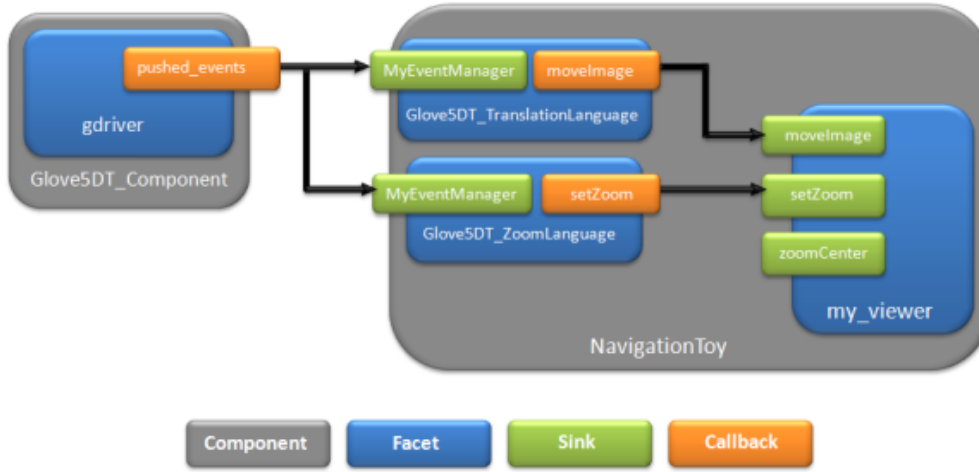 pushed_events
gdriver
Glove5DT_Component
MyEventManager
moveImage
Glove5DT_TranslationLanguage
MyEventManager
setZoom
Glove5DT_ZoomLanguage
moveImage
setZoom
zoomCenter
my_viewer
NavigationToy
Component
Facet
Sink
Callback